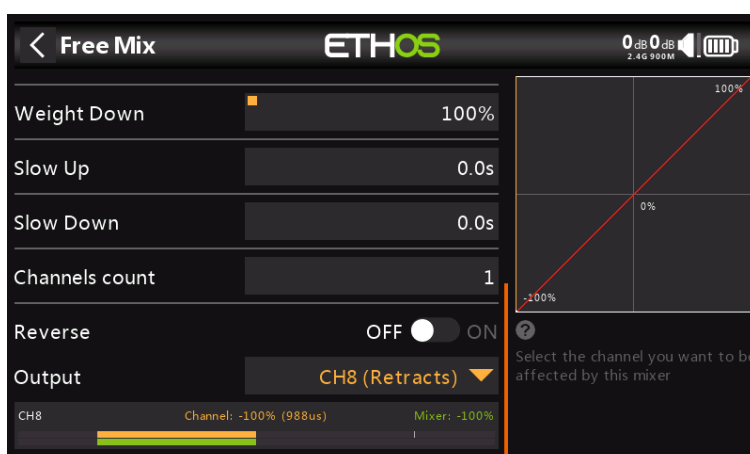 Free Mix
ETHOS
0dB 0dB
2.4G 900M
Weight Down 100%
Slow Up 0.0s
Slow Down 0.0s
Channels count 1
Reverse OFF ON
Output CH8 (Retracts)
CH8 Channel: -100% (988us) Mixer: -100%
100%
0%
-100%
?
Select the channel you want to be
affected by this mixer